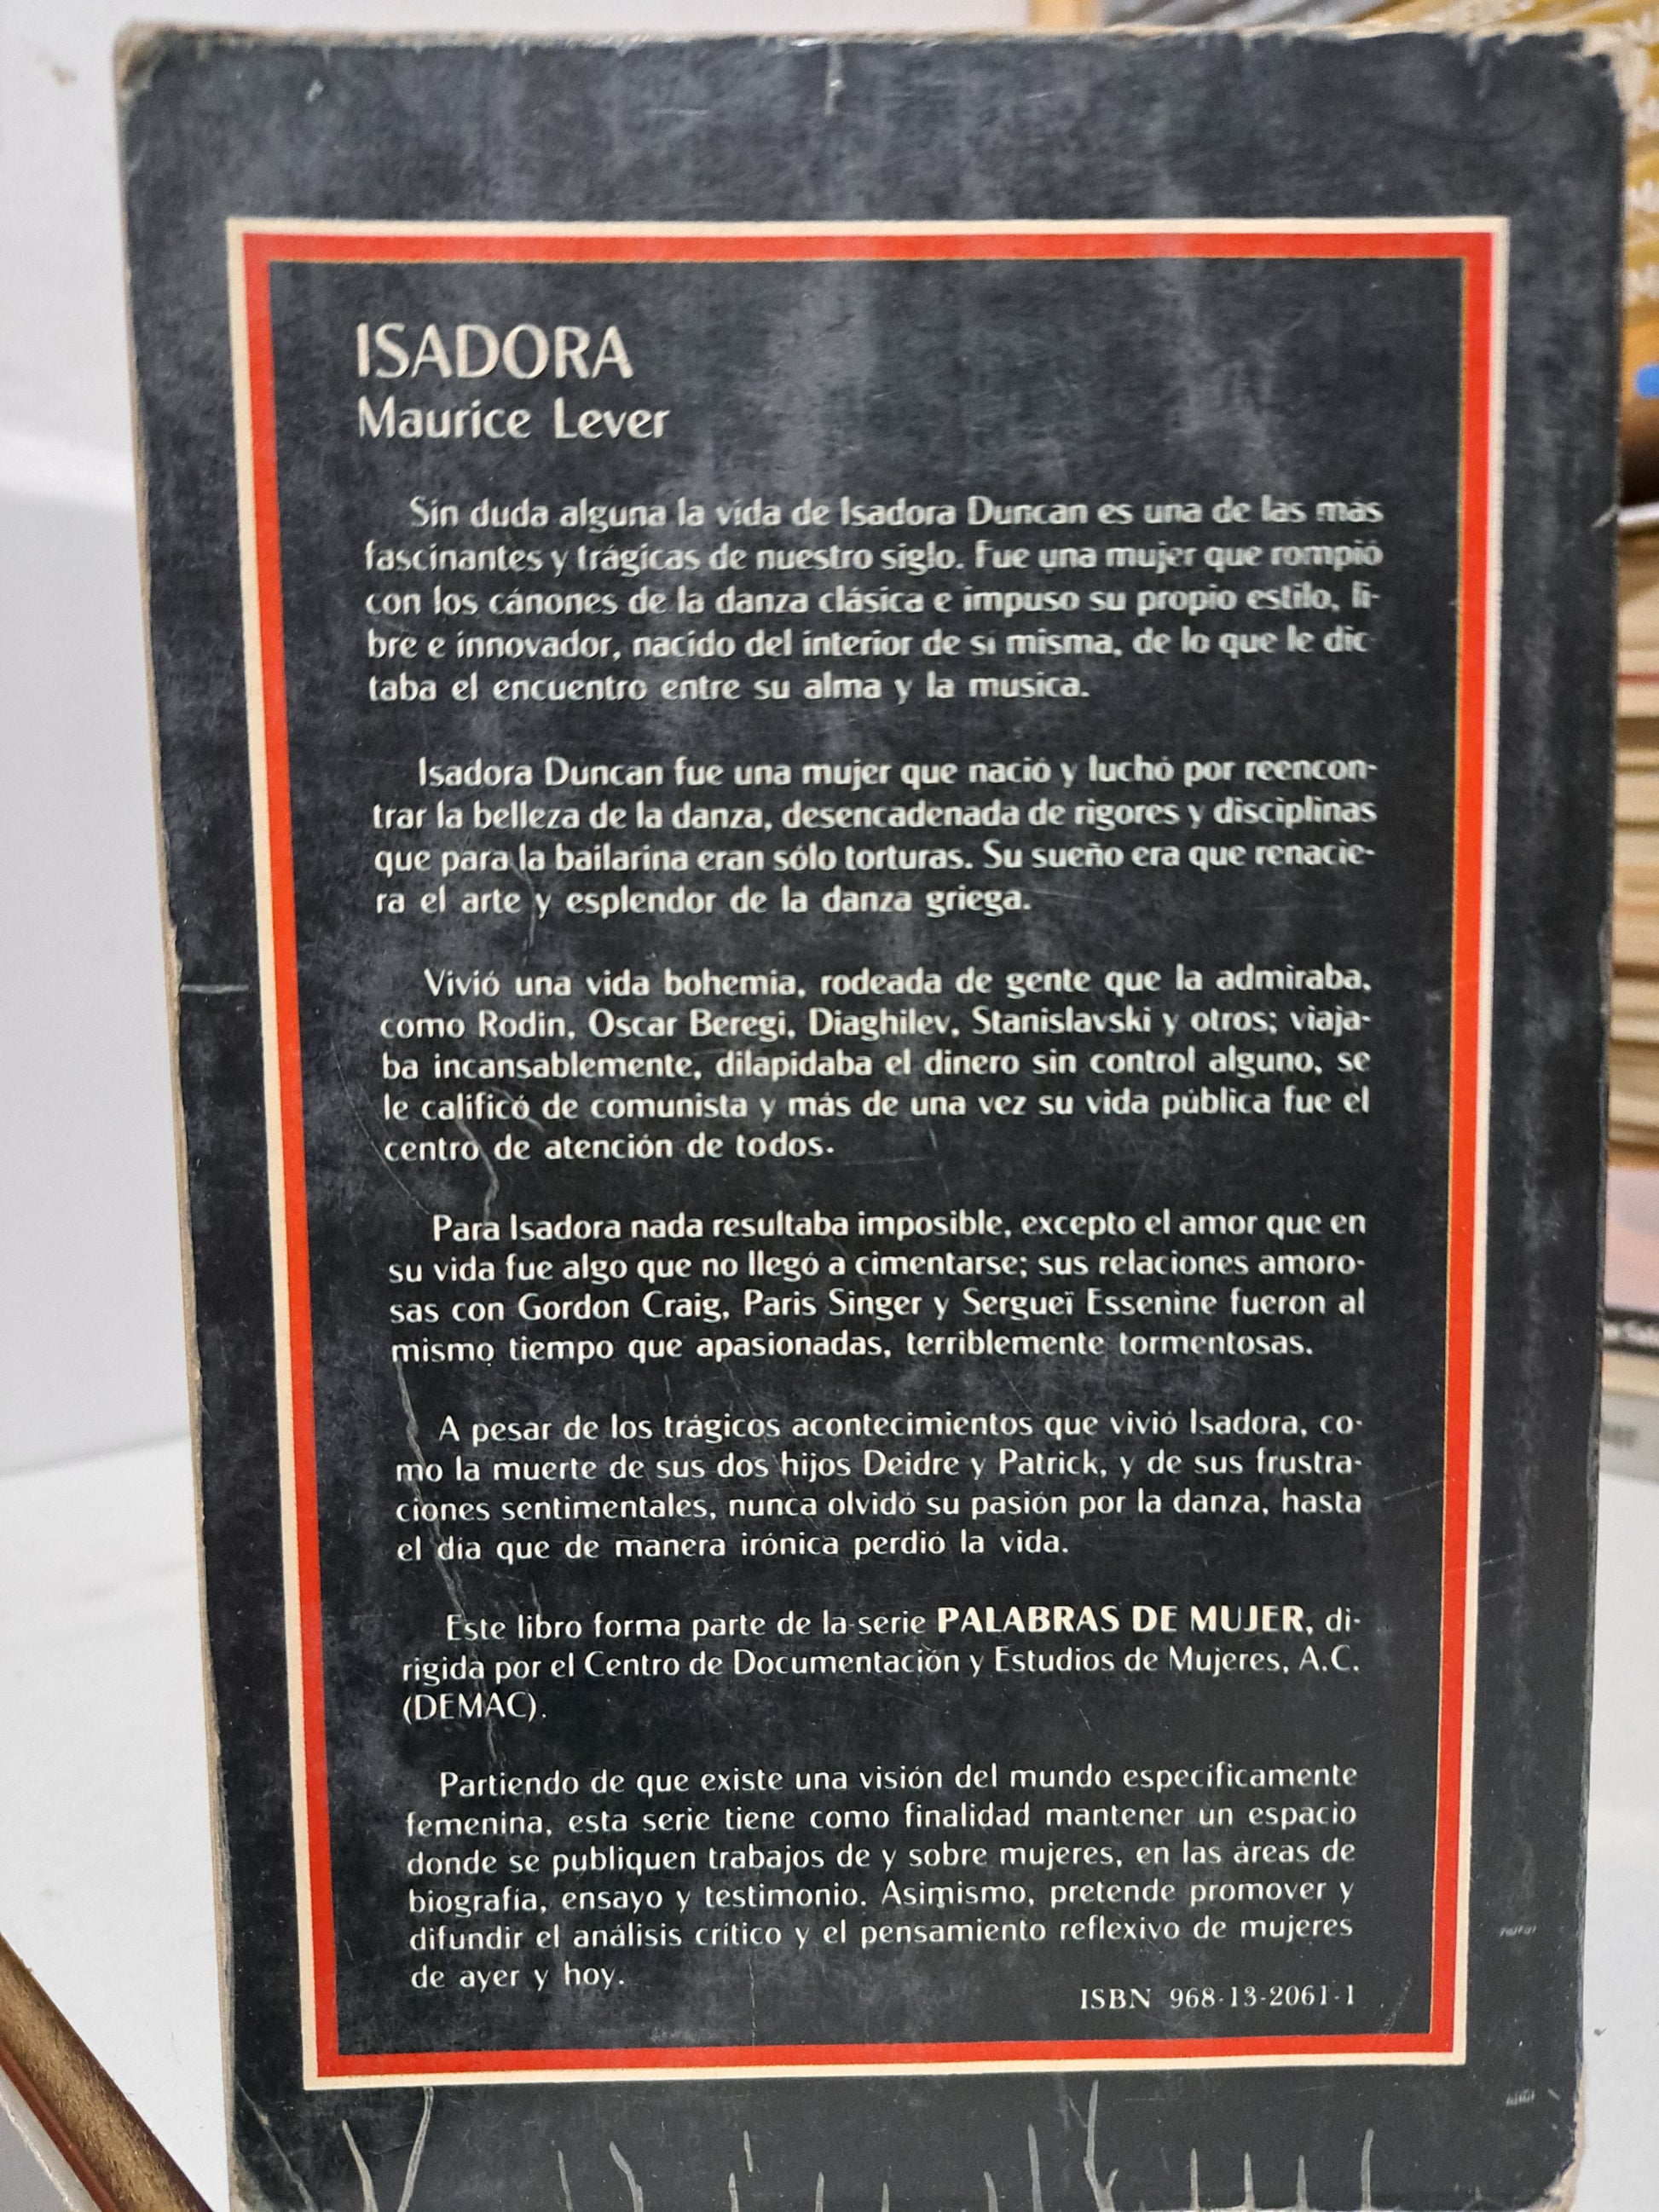 ISADORA
Maurice Lever
Sin duda alguna la vida de Isadora Duncan es una de las más
fascinantes y trágicas de nuestro siglo. Fue una mujer que rompió
con los cánones de la danza clásica e impuso su propio estilo, li-
bre e innovador, nacido del interior de sí misma, de lo que le dic-
taba el encuentro entre su alma y la música.
Isadora Duncan fue una mujer que nació y luchó por reencon-
trar la belleza de la danza, desencadenada de rigores y disciplinas
que para la bailarina eran sólo torturas. Su sueño era que renacie-
ra el arte y esplendor de la danza griega.
Vivió una vida bohemia, rodeada de gente que la admiraba,
como Rodin, Oscar Beregi, Diaghilev, Stanislavski y otros; viaja-
ba incansablemente, dilapidaba el dinero sin control alguno, se
le calificó de comunista y más de una vez su vida pública fue el
centro de atención de todos.
Para Isadora nada resultaba imposible, excepto el amor que en
su vida fue algo que no llegó a cimentarse; sus relaciones amoro-
sas con Gordon Craig, Paris Singer y Sergueï Essenine fueron al
mismo tiempo que apasionadas, terriblemente tormentosas.
A pesar de los trágicos acontecimientos que vivió Isadora, co-
mo la muerte de sus dos hijos Deidre y Patrick, y de sus frustra-
ciones sentimentales, nunca olvidó su pasión por la danza, hasta
el día que de manera irónica perdió la vida.
Este libro forma parte de la serie PALABRAS DE MUJER, di-
rigida por el Centro de Documentación y Estudios de Mujeres, A.C.
(DEMAC).
Partiendo de que existe una visión del mundo específicamente
femenina, esta serie tiene como finalidad mantener un espacio
donde se publiquen trabajos de y sobre mujeres, en las áreas de
biografía, ensayo y testimonio. Asimismo, pretende promover y
difundir el análisis crítico y el pensamiento reflexivo de mujeres
de ayer y hoy.
ISBN 968-13-2061-1